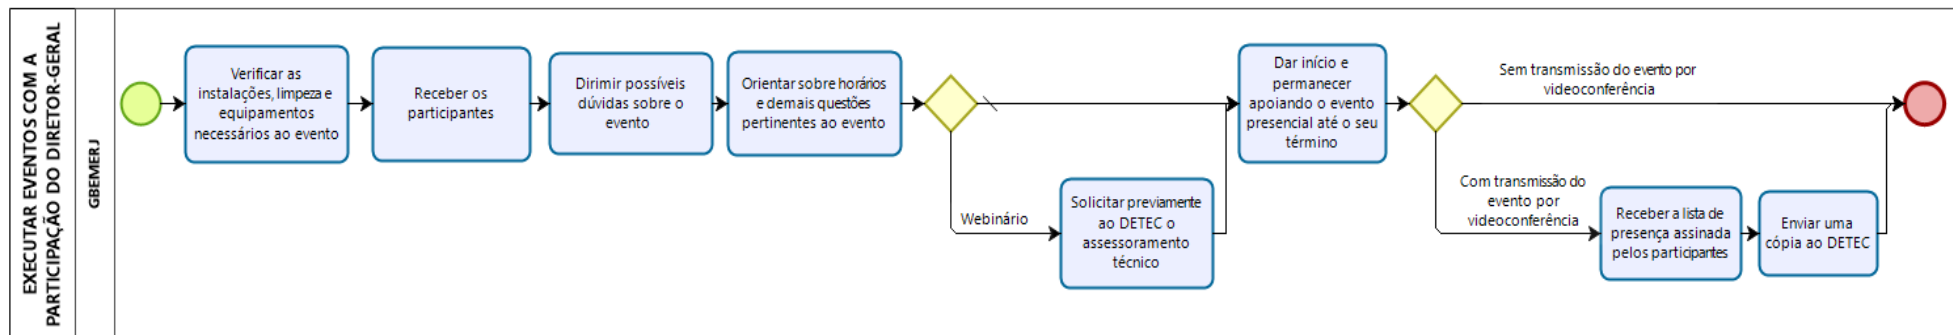 EXECUTAR EVENTOS COM A
PARTICIPAÇÃO DO DIRETOR-GERAL
GBEMERJ
Verificar as
instalações, limpeza e
equipamentos
necessários ao evento
Receber os
participantes
Dirimir possíveis
dúvidas sobre o
evento
Orientar sobre horários
e demais questões
pertinentes ao evento
Webinário
Solicitar previamente
ao DETEC o
assessoramento
técnico
Dar início e
permanecer
apoiando o evento
presencial até o seu
término
Sem transmissão do evento por
videoconferência
Com transmissão do
evento por
videoconferência
Receber a lista de
presença assinada
pelos participantes
Enviar uma
cópia ao DETEC